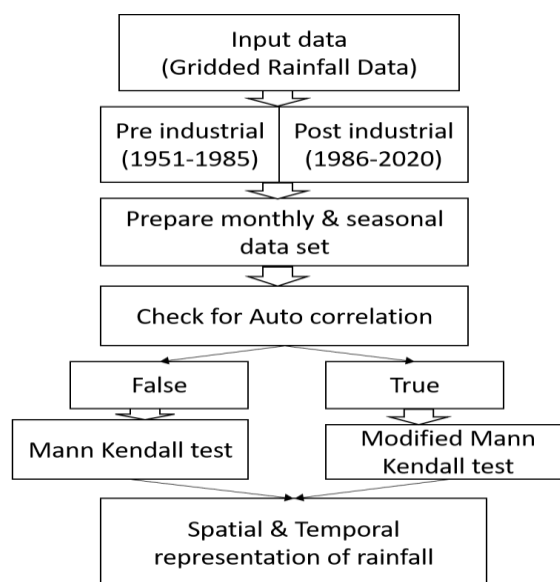 Input data
(Gridded Rainfall Data)
Pre industrial
(1951-1985)
Post industrial
(1986-2020)
Prepare monthly & seasonal
data set
Check for Auto correlation
False
True
Mann Kendall test
Modified Mann
Kendall test
Spatial & Temporal
representation of rainfall